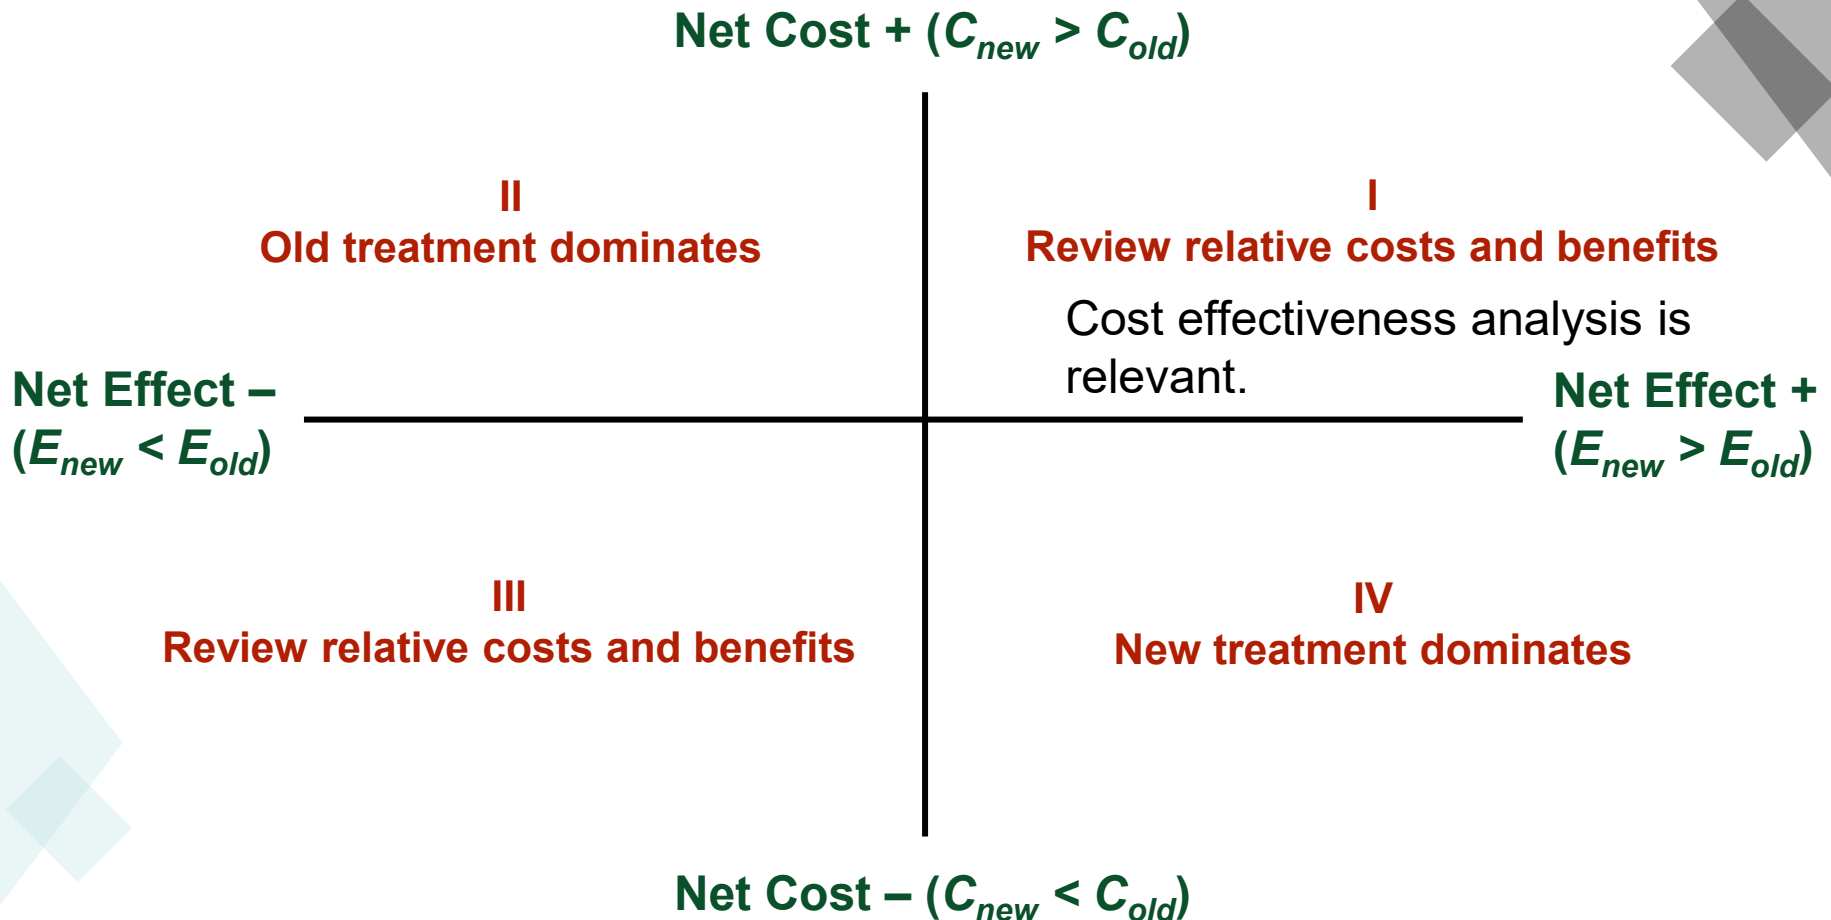 Net Cost + (Cnew > Cold)
II
Old treatment dominates
I
Review relative costs and benefits
Cost effectiveness analysis is
relevant.
Net Effect –
(Enew < Eold)
Net Effect +
(Enew > Eold)
III
Review relative costs and benefits
IV
New treatment dominates
Net Cost – (Cnew < Cold)